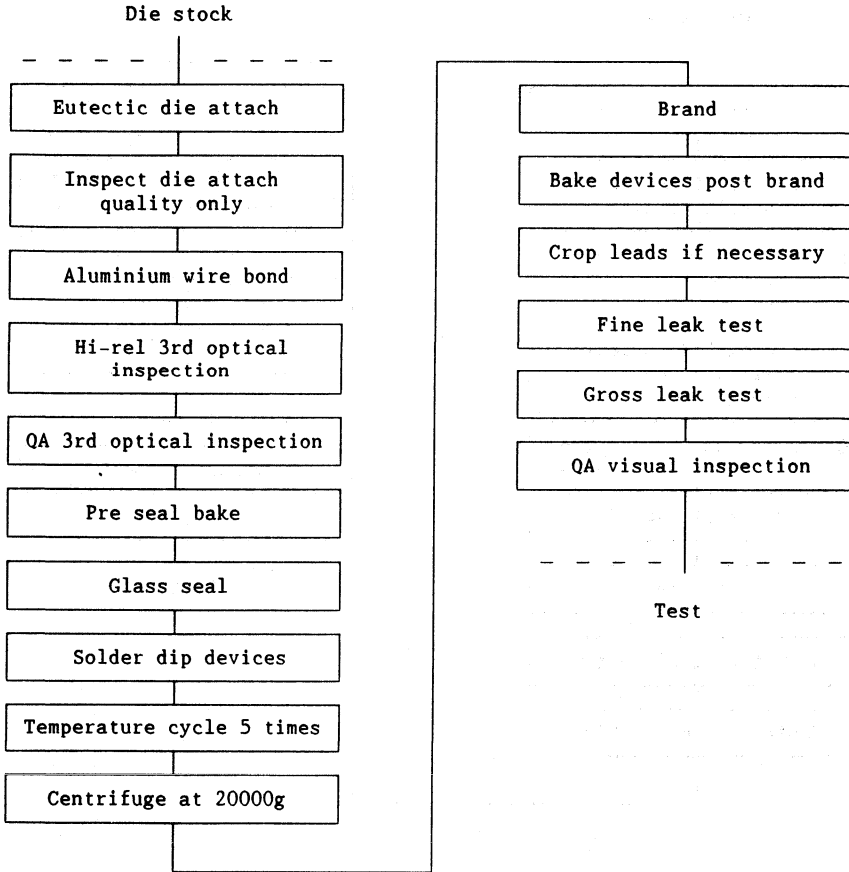 Die stock
Eutectic die attach
Inspect die attach
quality only
Aluminium wire bond
Hi-rel 3rd optical
inspection
QA 3rd optical inspection
Pre seal bake
Glass seal
Solder dip devices
Temperature cycle 5 times
Centrifuge at 20000g
Brand
Bake devices post brand
Crop leads if necessary
Fine leak test
Gross leak test
QA visual inspection
Test